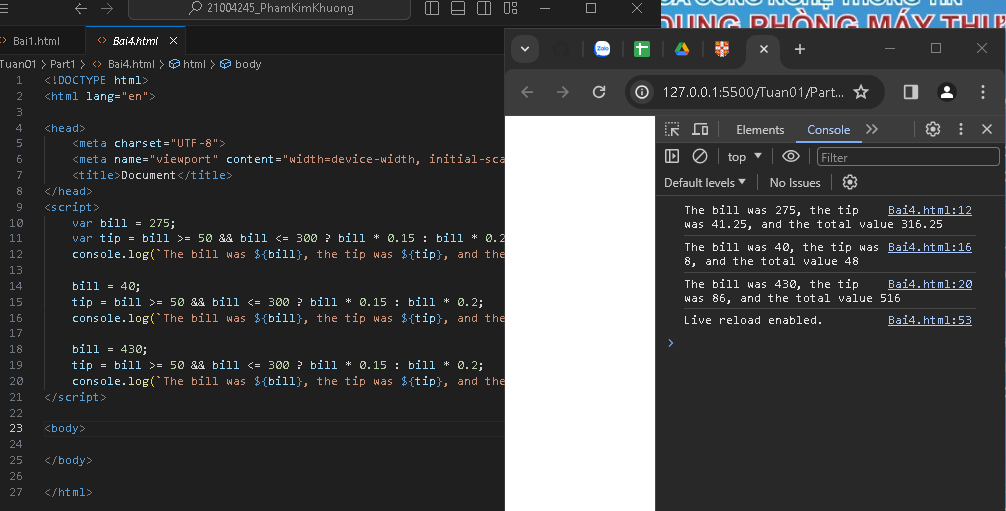 21004245_PhamKimKhuong
Bai1.html
Bai4.html
Tuan01 > Part1 > Bai4.html > html > body
1 <!DOCTYPE html>
2 <html lang="en">
3
4 <head>
5 <meta charset="UTF-8">
6 <meta name="viewport" content="width=device-width, initial-sca
7 <title>Document</title>
8 </head>
9 <script>
10 var bill = 275;
11 var tip = bill >= 50 && bill <= 300 ? bill * 0.15 : bill * 0.2
12 console.log(`The bill was ${bill}, the tip was ${tip}, and the
13
14 bill = 40;
15 tip = bill >= 50 && bill <= 300 ? bill * 0.15 : bill * 0.2;
16 console.log(`The bill was ${bill}, the tip was ${tip}, and the
17
18 bill = 430;
19 tip = bill >= 50 && bill <= 300 ? bill * 0.15 : bill * 0.2;
20 console.log(`The bill was ${bill}, the tip was ${tip}, and the
21 </script>
22
23 <body>
24
25 </body>
26
27 </html>
DỤNG PHÒNG MÁY THỰ
Zalo
127.0.0.1:5500/Tuan01/Part...
Elements Console
top Filter
Default levels No Issues
The bill was 275, the tip Bai4.html:12
was 41.25, and the total value 316.25
The bill was 40, the tip was Bai4.html:16
8, and the total value 48
The bill was 430, the tip Bai4.html:20
was 86, and the total value 516
Live reload enabled. Bai4.html:53